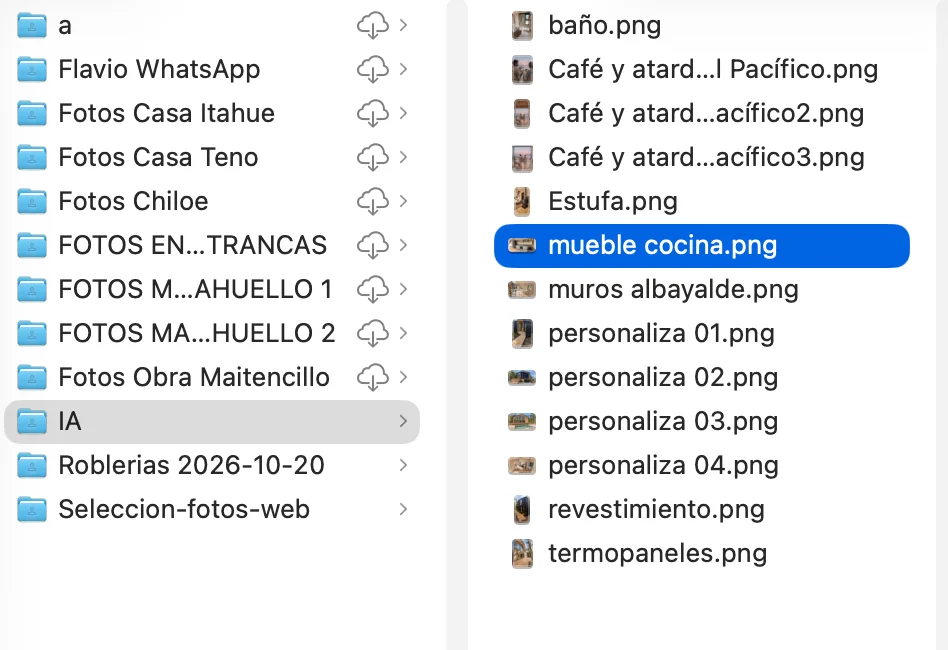 a
Flavio WhatsApp
Fotos Casa Itahue
Fotos Casa Teno
Fotos Chiloe
FOTOS EN...TRANCAS
FOTOS M...AHUELLO 1
FOTOS MA...HUELLO 2
Fotos Obra Maitencillo
IA
Roblerias 2026-10-20
Seleccion-fotos-web
baño.png
Café y atard...l Pacífico.png
Café y atard...acífico2.png
Café y atard...acífico3.png
Estufa.png
mueble cocina.png
muros albayalde.png
personaliza 01.png
personaliza 02.png
personaliza 03.png
personaliza 04.png
revestimiento.png
termopaneles.png